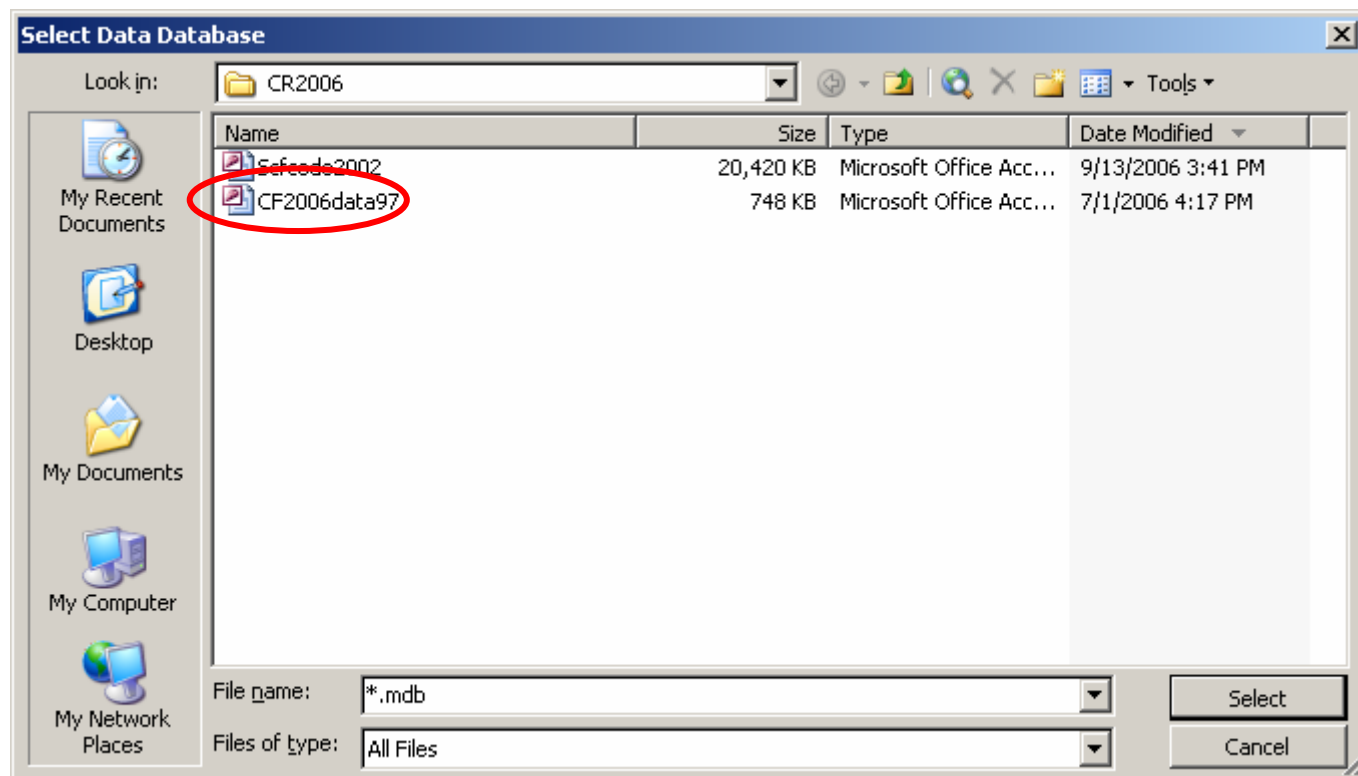 Select Data Database
Look in: CR2006 Tools
Name Size Type Date Modified
Scfcode2002 20,420 KB Microsoft Office Acc... 9/13/2006 3:41 PM
CF2006data97 748 KB Microsoft Office Acc... 7/1/2006 4:17 PM
My Recent
Documents
Desktop
My Documents
My Computer
My Network
Places
File name: *.mdb Select
Files of type: All Files Cancel